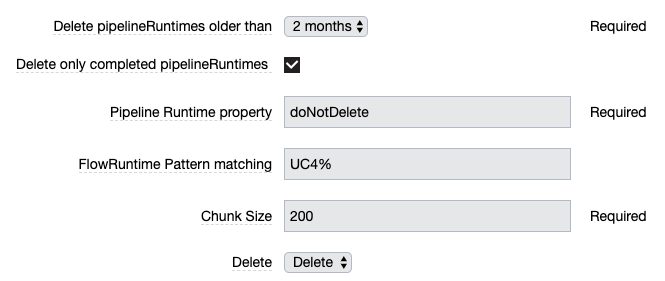 Delete pipelineRuntimes older than 2 months Required
Delete only completed pipelineRuntimes
Pipeline Runtime property doNotDelete Required
FlowRuntime Pattern matching UC4%
Chunk Size 200 Required
Delete Delete